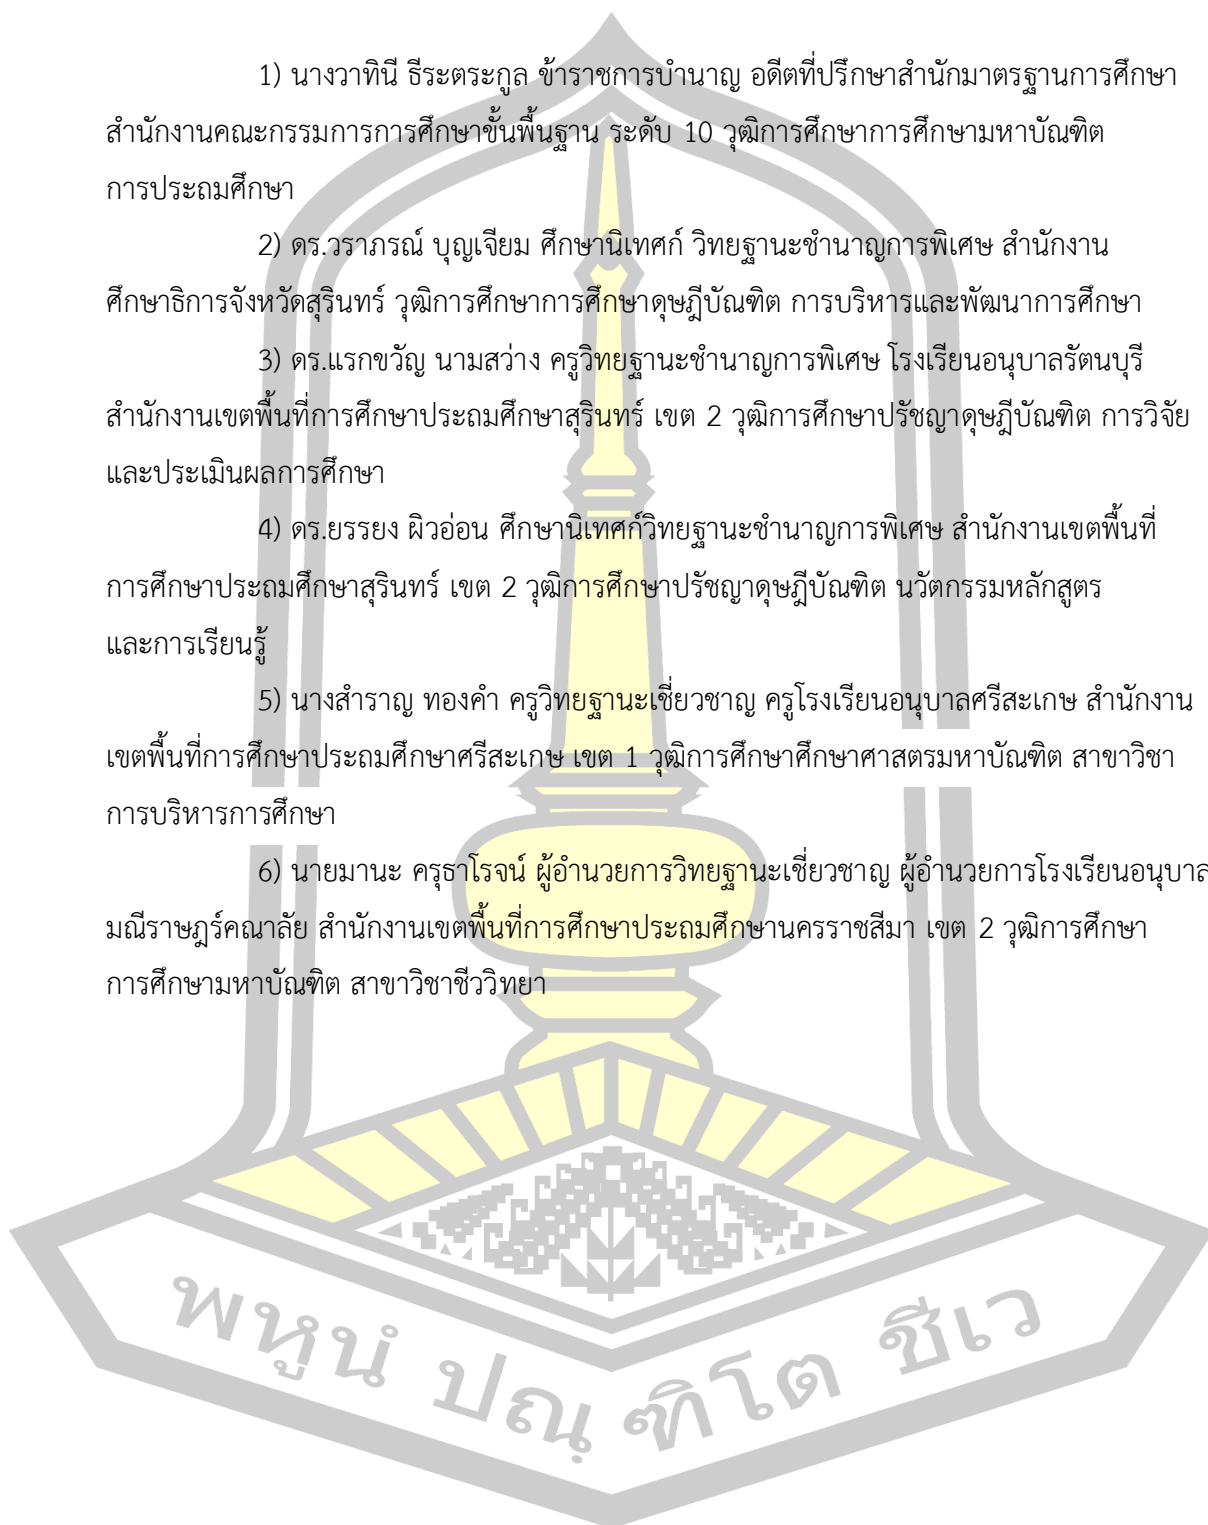 1) นางวาทินี ธีระตระกูล ข้าราชการบำนาญ อดีตที่ปรึกษาสำนักมาตรฐานการศึกษา
สำนักงานคณะกรรมการการศึกษาขั้นพื้นฐาน ระดับ 10 วุฒิการศึกษาการศึกษามหาบัณฑิต
การประถมศึกษา
2) ดร.วราภรณ์ บุญเจียม ศึกษานิเทศก์ วิทยฐานะชำนาญการพิเศษ สำนักงาน
ศึกษาธิการจังหวัดสุรินทร์ วุฒิการศึกษาการศึกษาดุษฎีบัณฑิต การบริหารและพัฒนาการศึกษา
3) ดร.แรกขวัญ นามสว่าง ครูวิทยฐานะชำนาญการพิเศษ โรงเรียนอนุบาลรัตนบุรี
สำนักงานเขตพื้นที่การศึกษาประถมศึกษาสุรินทร์ เขต 2 วุฒิการศึกษาปรัชญาดุษฎีบัณฑิต การวิจัย
และประเมินผลการศึกษา
4) ดร.ยรรยง ผิวอ่อน ศึกษานิเทศก์วิทยฐานะชำนาญการพิเศษ สำนักงานเขตพื้นที่
การศึกษาประถมศึกษาสุรินทร์ เขต 2 วุฒิการศึกษาปรัชญาดุษฎีบัณฑิต นวัตกรรมหลักสูตร
และการเรียนรู้
5) นางสำราญ ทองคำ ครูวิทยฐานะเชี่ยวชาญ ครูโรงเรียนอนุบาลศรีสะเกษ สำนักงาน
เขตพื้นที่การศึกษาประถมศึกษาศรีสะเกษ เขต 1 วุฒิการศึกษาศึกษาศาสตรมหาบัณฑิต สาขาวิชา
การบริหารการศึกษา
6) นายมานะ ครุธาโรจน์ ผู้อำนวยการวิทยฐานะเชี่ยวชาญ ผู้อำนวยการโรงเรียนอนุบาล
มณีราษฎร์คณาลัย สำนักงานเขตพื้นที่การศึกษาประถมศึกษานครราชสีมา เขต 2 วุฒิการศึกษา
การศึกษามหาบัณฑิต สาขาวิชาชีววิทยา
พหูนํ ปณฺ ฑิโต ชีเว